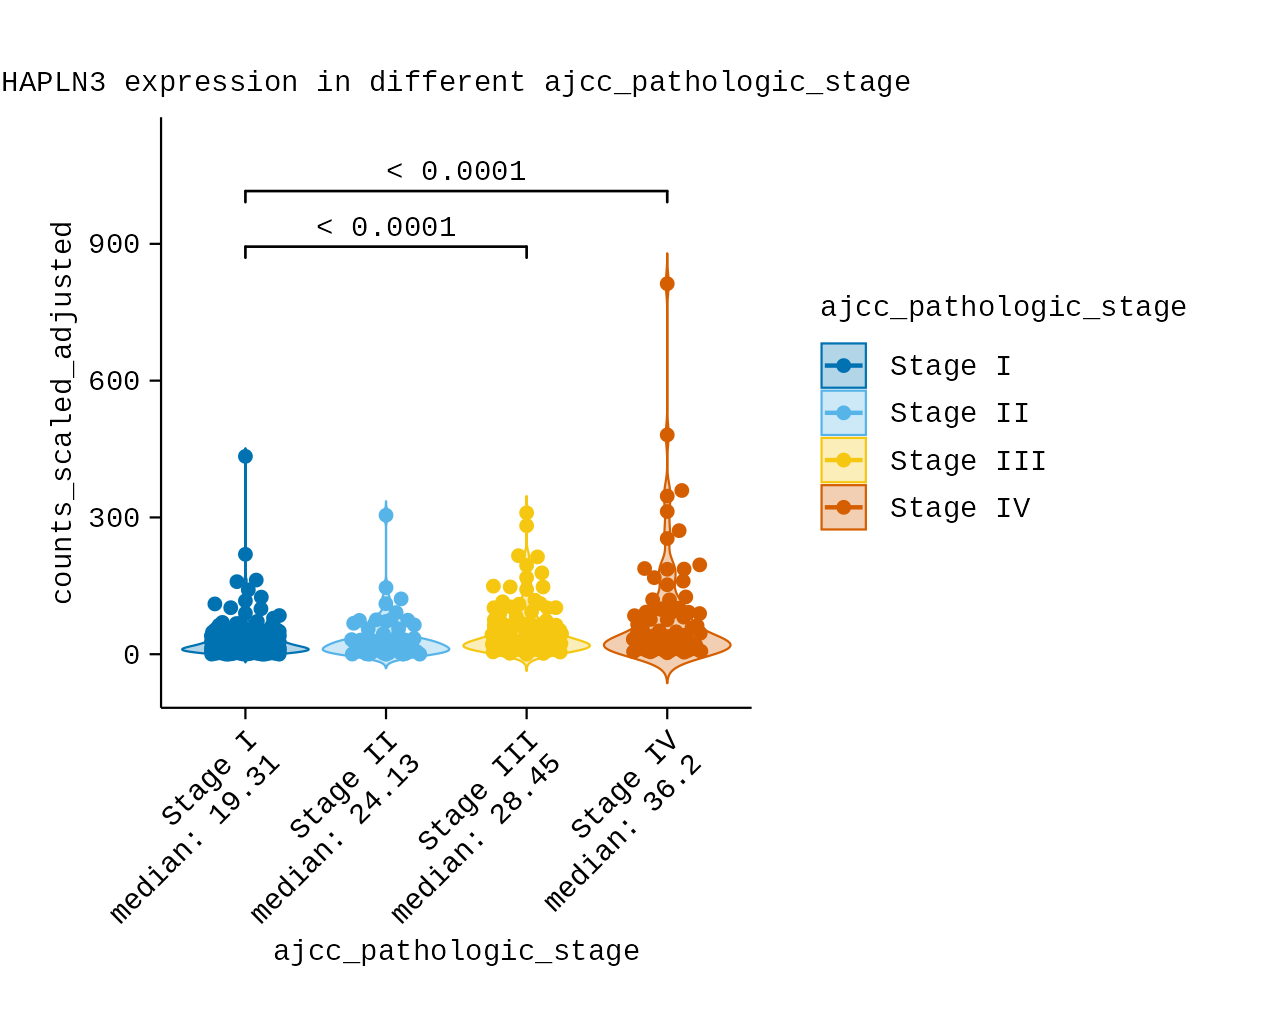 HAPLN3 expression in different ajcc_pathologic_stage
< 0.0001
< 0.0001
counts_scaled_adjusted
900
600
300
0
Stage I
median: 19.31
Stage II
median: 24.13
Stage III
median: 28.45
Stage IV
median: 36.2
ajcc_pathologic_stage
ajcc_pathologic_stage
Stage I
Stage II
Stage III
Stage IV